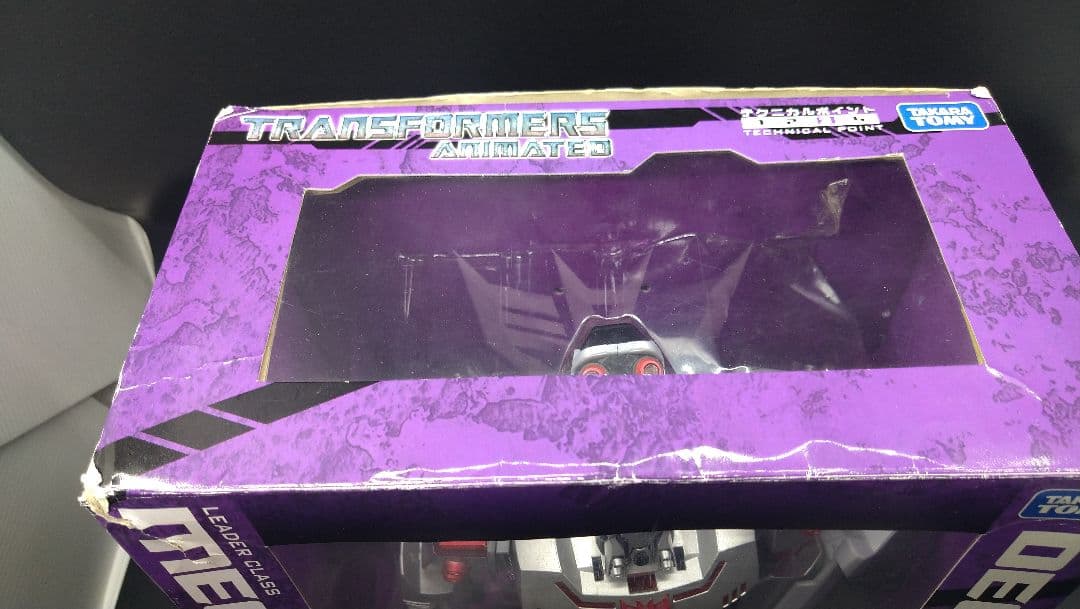 TRANSFORMERS
ANIMATED
テクニカルポイント
TECHNICAL POINT
TAKARA
TOMY
LEADER CLASS